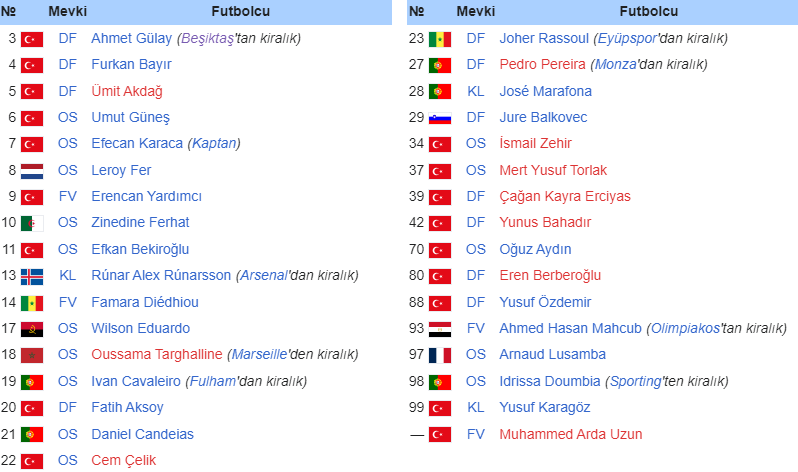 № Mevki Futbolcu
3 DF Ahmet Gülay (Beşiktaş'tan kiralık)
4 DF Furkan Bayır
5 DF Ümit Akdağ
6 OS Umut Güneş
7 OS Efecan Karaca (Kaptan)
8 OS Leroy Fer
9 FV Erencan Yardımcı
10 OS Zinedine Ferhat
11 OS Efkan Bekiroğlu
13 KL Rúnar Alex Rúnarsson (Arsenal'dan kiralık)
14 FV Famara Diédhiou
17 OS Wilson Eduardo
18 OS Oussama Targhalline (Marseille'den kiralık)
19 OS Ivan Cavaleiro (Fulham'dan kiralık)
20 DF Fatih Aksoy
21 OS Daniel Candeias
22 OS Cem Çelik
№ Mevki Futbolcu
23 DF Joher Rassoul (Eyüpspor'dan kiralık)
27 DF Pedro Pereira (Monza'dan kiralık)
28 KL José Marafona
29 DF Jure Balkovec
34 OS İsmail Zehir
37 OS Mert Yusuf Torlak
39 DF Çağan Kayra Erciyas
42 DF Yunus Bahadır
70 OS Oğuz Aydın
80 DF Eren Berberoğlu
88 DF Yusuf Özdemir
93 FV Ahmed Hasan Mahcub (Olimpiakos'tan kiralık)
97 OS Arnaud Lusamba
98 OS Idrissa Doumbia (Sporting'ten kiralık)
99 KL Yusuf Karagöz
— FV Muhammed Arda Uzun